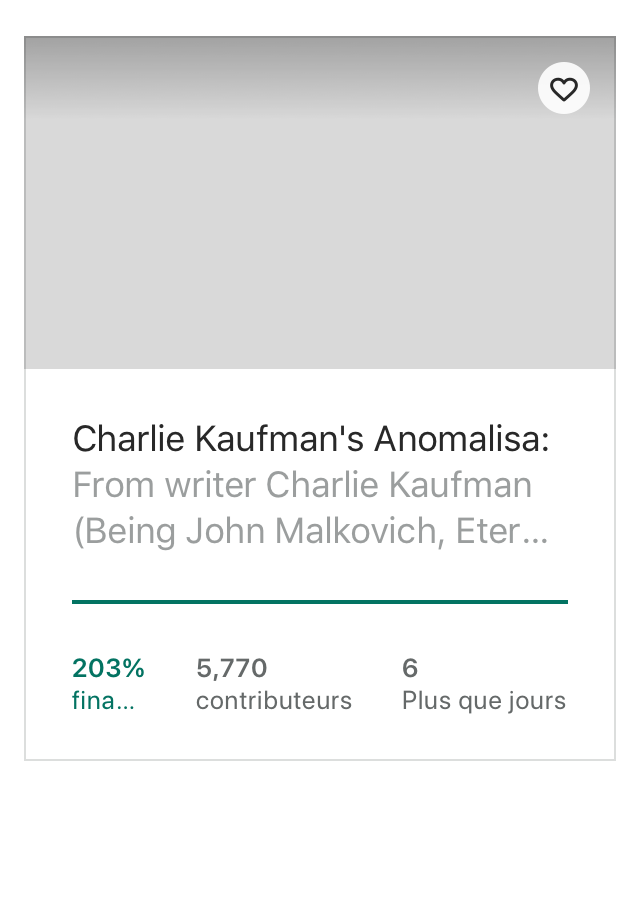 Charlie Kaufman's Anomalisa:
From writer Charlie Kaufman
(Being John Malkovich, Eter...
203%
fina...
5,770
contributeurs
6
Plus que jours